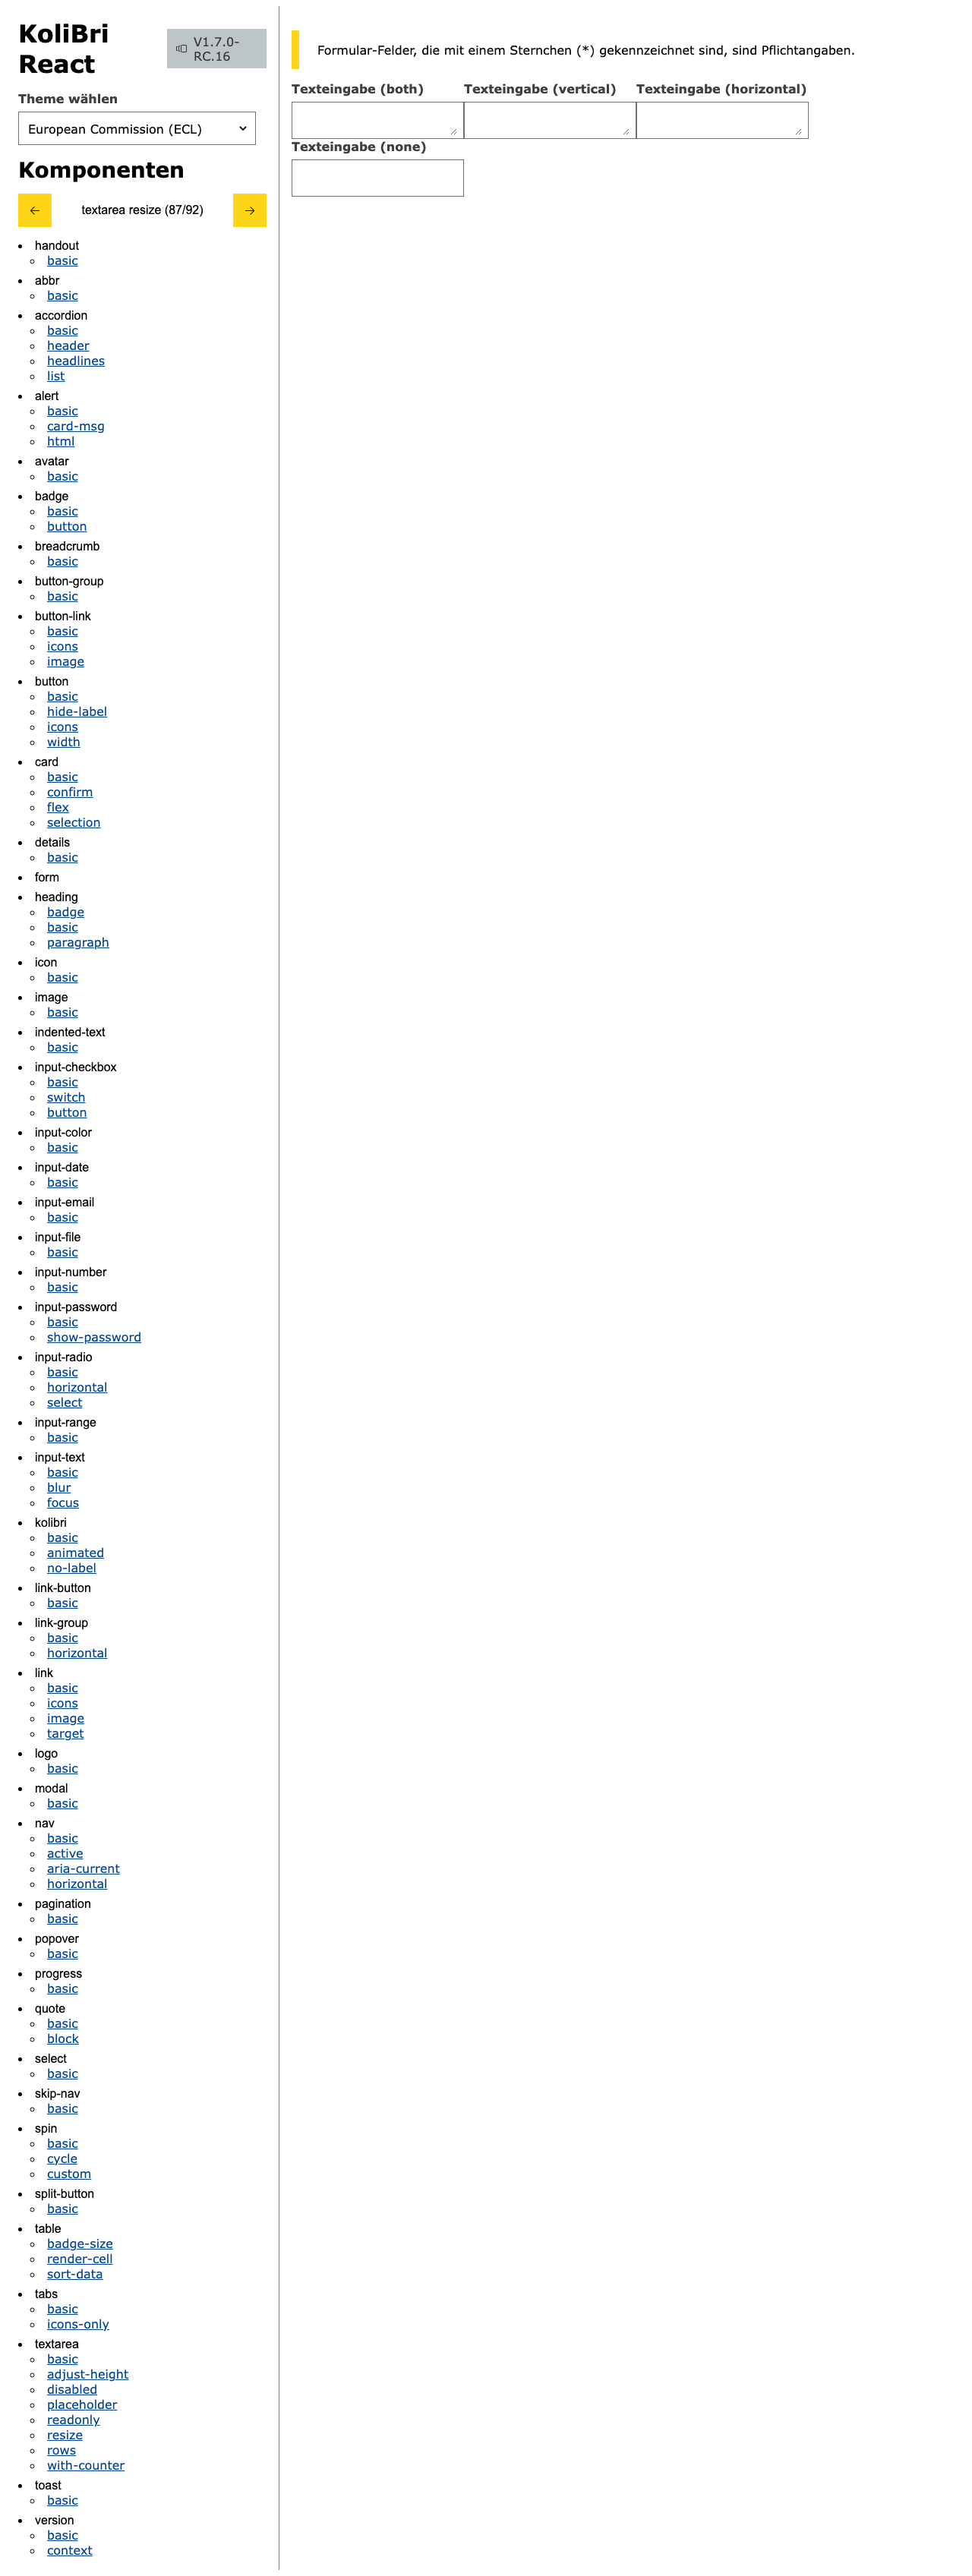 KoliBri
React
V1.7.0-
RC.16
Theme wählen
European Commission (ECL)
Komponenten
← textarea resize (87/92) →
handout
basic
abbr
basic
accordion
basic
header
headlines
list
alert
basic
card-msg
html
avatar
basic
badge
basic
button
breadcrumb
basic
button-group
basic
button-link
basic
icons
image
button
basic
hide-label
icons
width
card
basic
confirm
flex
selection
details
basic
form
heading
badge
basic
paragraph
icon
basic
image
basic
indented-text
basic
input-checkbox
basic
switch
button
input-color
basic
input-date
basic
input-email
basic
input-file
basic
input-number
basic
input-password
basic
show-password
input-radio
basic
horizontal
select
input-range
basic
input-text
basic
blur
focus
kolibri
basic
animated
no-label
link-button
basic
link-group
basic
horizontal
link
basic
icons
image
target
logo
basic
modal
basic
nav
basic
active
aria-current
horizontal
pagination
basic
popover
basic
progress
basic
quote
basic
block
select
basic
skip-nav
basic
spin
basic
cycle
custom
split-button
basic
table
badge-size
render-cell
sort-data
tabs
basic
icons-only
textarea
basic
adjust-height
disabled
placeholder
readonly
resize
rows
with-counter
toast
basic
version
basic
context
Formular-Felder, die mit einem Sternchen (*) gekennzeichnet sind, sind Pflichtangaben.
Texteingabe (both) Texteingabe (vertical) Texteingabe (horizontal)
Texteingabe (none)